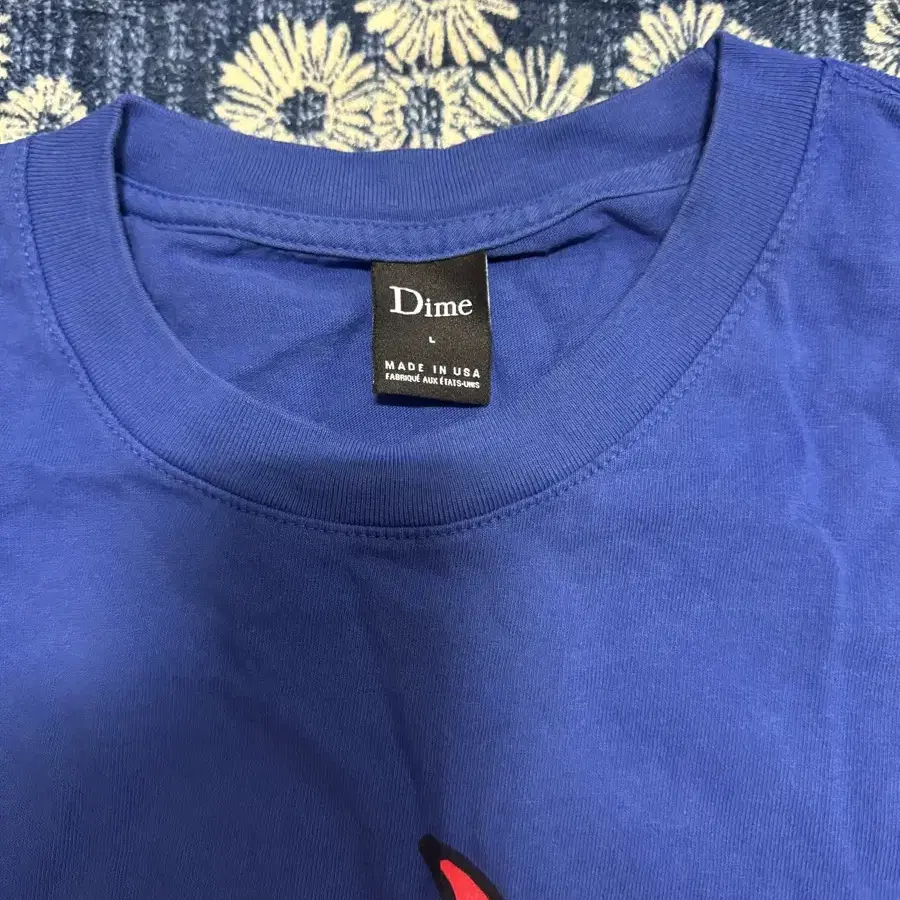 Dime
L
MADE IN USA
FABRIQUÉ AUX ÉTATS-UNIS